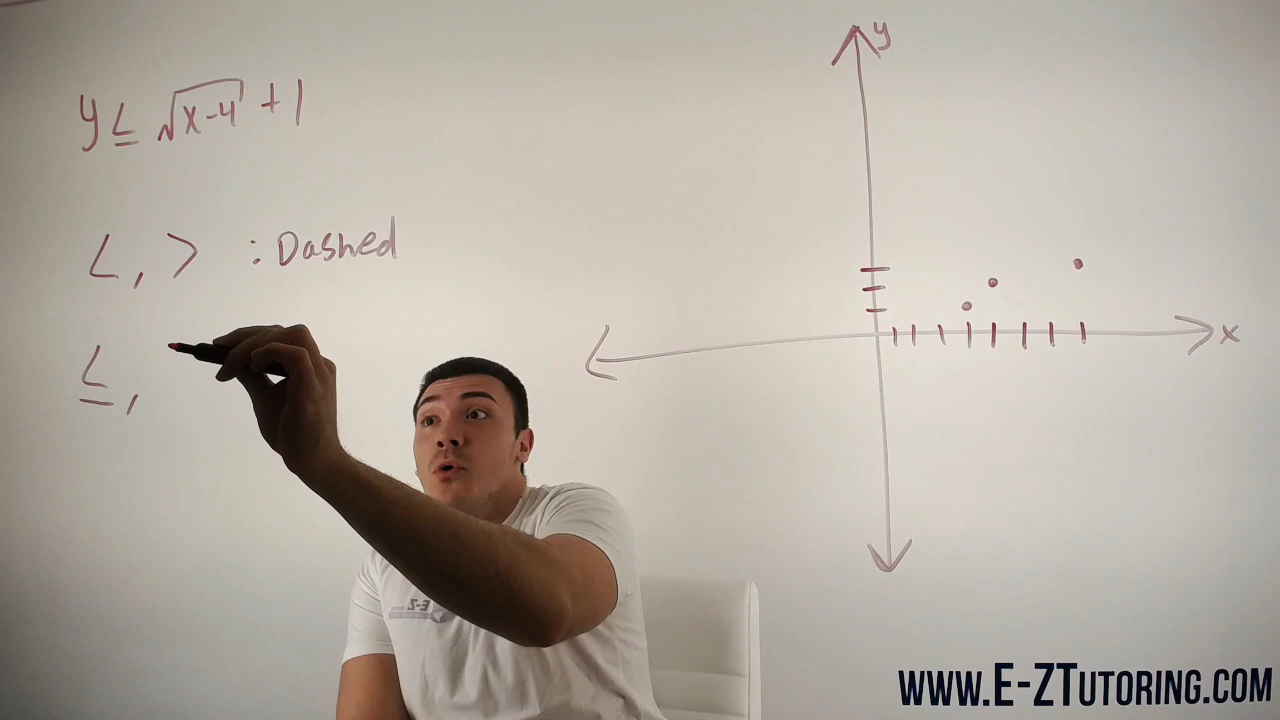 y ≤ √(x-4) + 1
<, > : Dashed
≤,
y
x
E-Z
www.E-ZTutoring.com